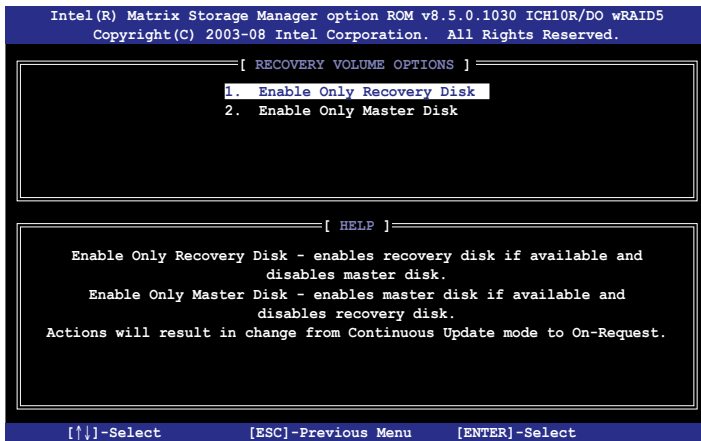 Intel(R) Matrix Storage Manager option ROM v8.5.0.1030 ICH10R/DO wRAID5
Copyright(C) 2003-08 Intel Corporation. All Rights Reserved.
[ RECOVERY VOLUME OPTIONS ]
1. Enable Only Recovery Disk
2. Enable Only Master Disk
[ HELP ]
Enable Only Recovery Disk - enables recovery disk if available and
disables master disk.
Enable Only Master Disk - enables master disk if available and
disables recovery disk.
Actions will result in change from Continuous Update mode to On-Request.
[↑↓]-Select [ESC]-Previous Menu [ENTER]-Select